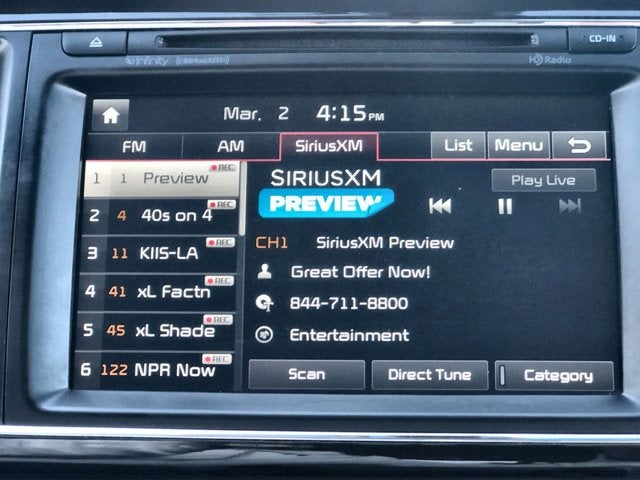 CD-IN
infinity SiriusXM HD Radio
Mar. 2 4:15PM
FM AM SiriusXM List Menu
1 1 Preview REC
2 4 40s on 4 REC
3 11 KIIS-LA REC
4 41 xL Factn REC
5 45 xL Shade REC
6 122 NPR Now REC
SIRIUSXM
PREVIEW
Play Live
CH1 SiriusXM Preview
Great Offer Now!
844-711-8800
Entertainment
Scan Direct Tune Category